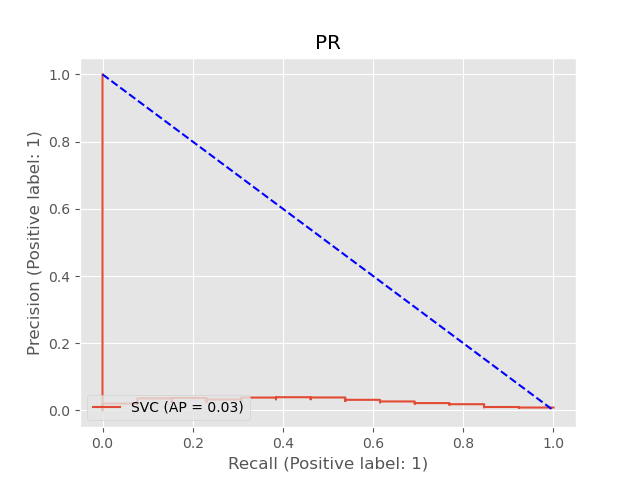 PR
Precision (Positive label: 1)
1.0
0.8
0.6
0.4
0.2
0.0
SVC (AP = 0.03)
0.0 0.2 0.4 0.6 0.8 1.0
Recall (Positive label: 1)